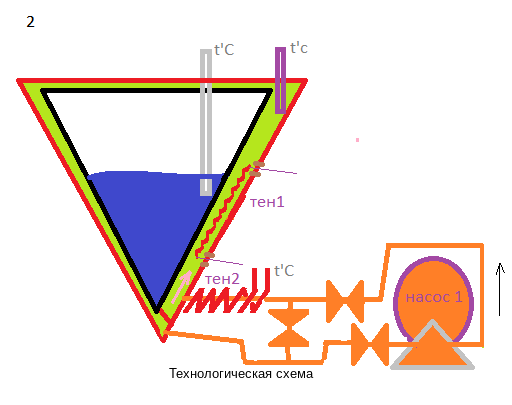 2
t'C
t'c
тен1
тен2
t'C
насос 1
Технологическая схема